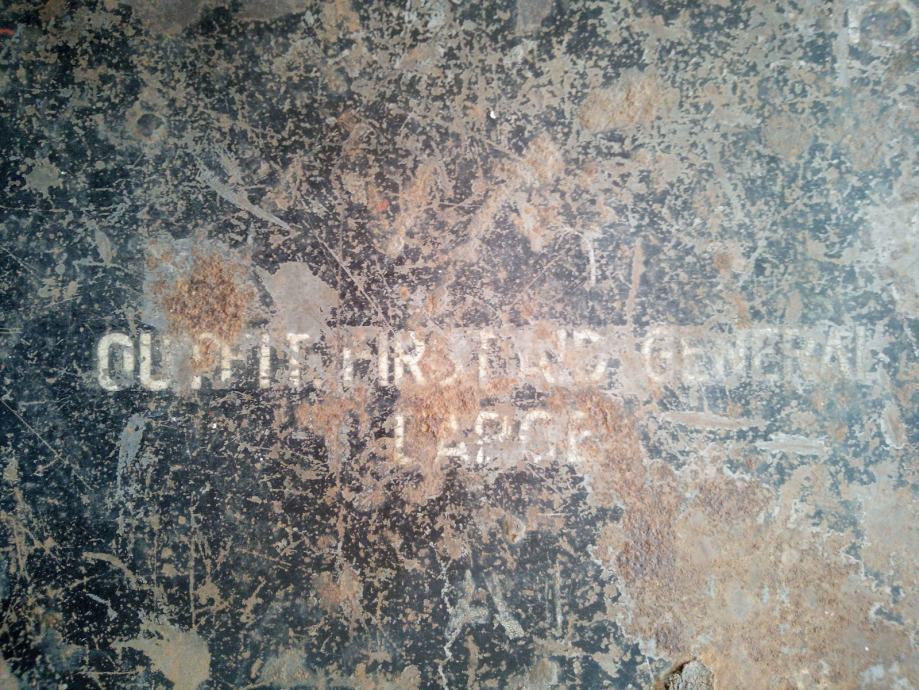 OUTFIT FIRST AID GENERAL
LARGE